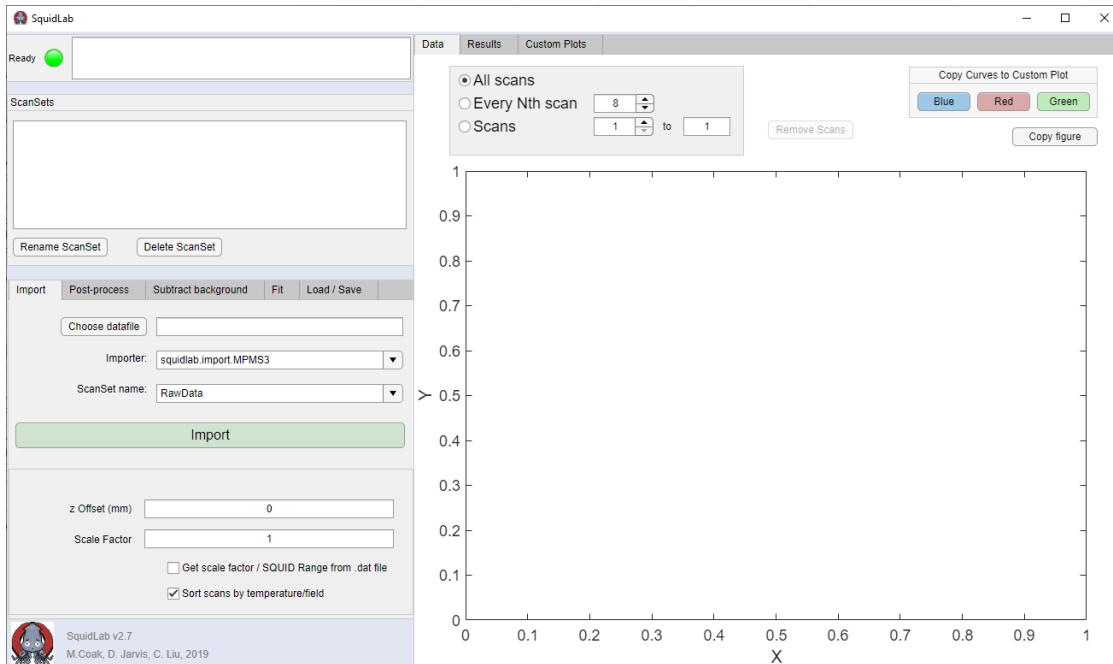 SquidLab
Ready
ScanSets
Rename ScanSet
Delete ScanSet
Import Post-process Subtract background Fit Load / Save
Choose datafile
Importer: squidlab.import.MPMS3
ScanSet name: RawData
Import
z Offset (mm) 0
Scale Factor 1
Get scale factor / SQUID Range from .dat file
Sort scans by temperature/field
SquidLab v2.7
M.Coak, D. Jarvis, C. Liu, 2019
Data Results Custom Plots
All scans
Every Nth scan 8
Scans 1 to 1
Remove Scans
Copy Curves to Custom Plot
Blue Red Green
Copy figure
1
0.9
0.8
0.7
0.6
0.5
0.4
0.3
0.2
0.1
0
Y
0 0.1 0.2 0.3 0.4 0.5 0.6 0.7 0.8 0.9 1
X